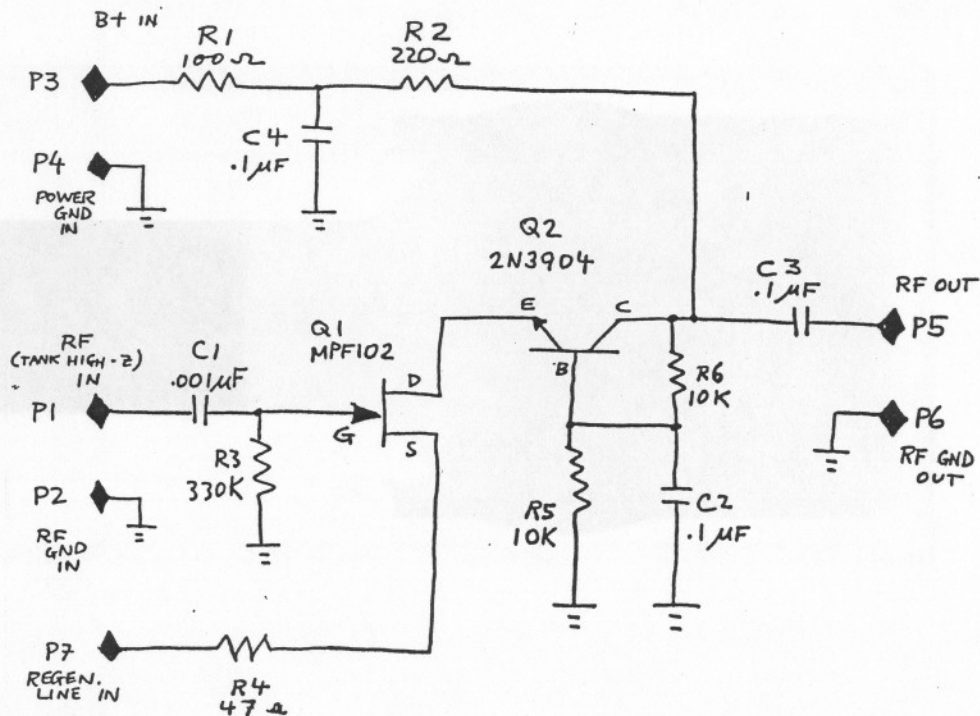 B+ IN
P3
R1
100Ω
R2
220Ω
C4
.1µF
P4
POWER
GND
IN
Q2
2N3904
C3
.1µF
RF OUT
P5
E
C
B
RF
(TANK HIGH-Z)
IN
P1
C1
.001µF
Q1
MPF102
D
G
S
R6
10K
P6
RF GND
OUT
R3
330K
P2
RF
GND
IN
R5
10K
C2
.1µF
P7
REGEN.
LINE IN
R4
47Ω